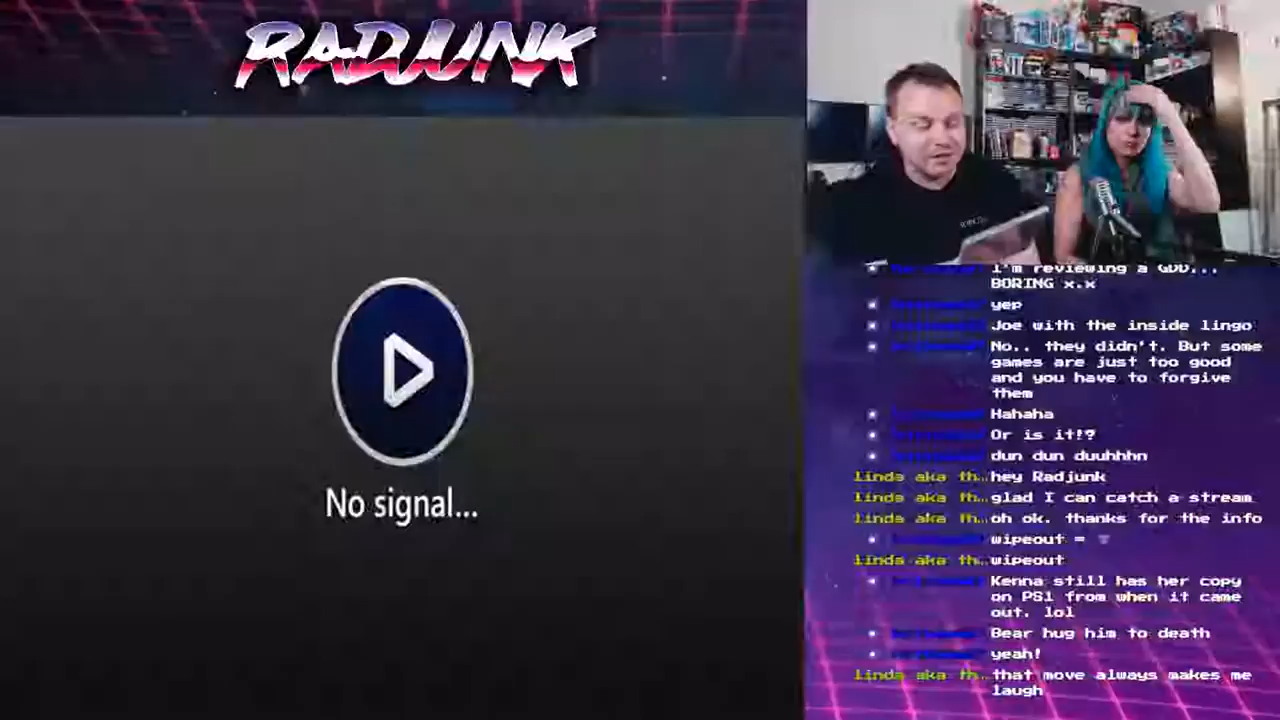 RADJUNK
No signal...
I'm reviewing a GDD...
BORING x.x
yep
Joe with the inside lingo
No.. they didn't. But some
games are just too good
and you have to forgive
them
Hahaha
Or is it!?
dun dun duuhhhn
linda aka th…hey Radjunk
linda aka th…glad I can catch a stream
linda aka th…oh ok. thanks for the info
wipeout =
linda aka th…wipeout
Kenna still has her copy
on PS1 from when it came
out. lol
Bear hug him to death
yeah!
linda aka th…that move always makes me
laugh